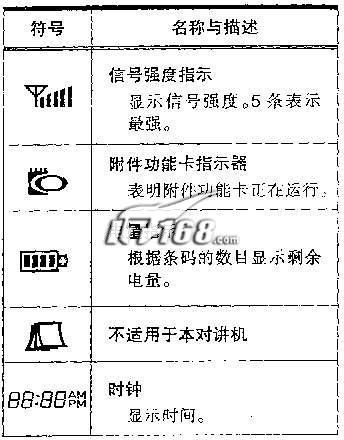 符号
名称与描述
信号强度指示
显示信号强度。5条表示
最强。
附件功能卡指示器
表明附件功能卡正在运行。
IT168.com
根据条码的数目显示剩余
电量。
不适用于本对讲机
88:88 AM
PM
时钟
显示时间。